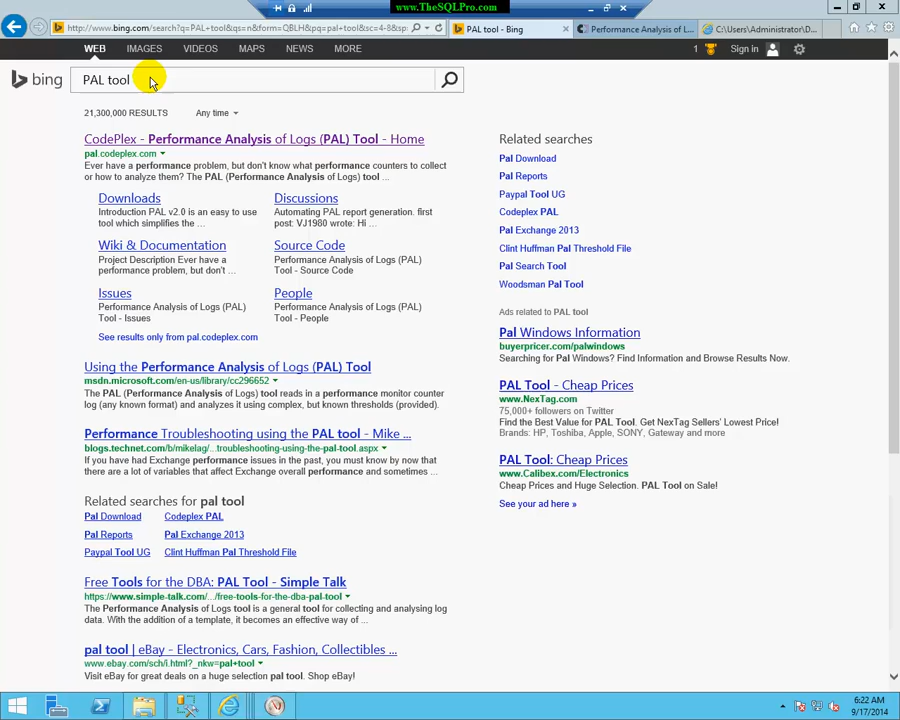 www.TheSQLPro.com
http://www.bing.com/search?q=PAL+tool&qs=n&form=QBLH&pq=pal+tool&sc=4-8&sp
PAL tool - Bing
Performance Analysis of L...
C:\Users\Administrator\D...
WEB IMAGES VIDEOS MAPS NEWS MORE
1 Sign in
bing
PAL tool
21,300,000 RESULTS Any time
CodePlex - Performance Analysis of Logs (PAL) Tool - Home
pal.codeplex.com
Ever have a performance problem, but don't know what performance counters to collect
or how to analyze them? The PAL (Performance Analysis of Logs) tool ...
Downloads
Introduction PAL v2.0 is an easy to use
tool which simplifies the ...
Discussions
Automating PAL report generation. first
post: VJ1980 wrote: Hi ...
Wiki & Documentation
Project Description Ever have a
performance problem, but don't ...
Source Code
Performance Analysis of Logs (PAL)
Tool - Source Code
Issues
Performance Analysis of Logs (PAL)
Tool - Issues
People
Performance Analysis of Logs (PAL)
Tool - People
See results only from pal.codeplex.com
Using the Performance Analysis of Logs (PAL) Tool
msdn.microsoft.com/en-us/library/cc296652
The PAL (Performance Analysis of Logs) tool reads in a performance monitor counter
log (any known format) and analyzes it using complex, but known thresholds (provided).
Performance Troubleshooting using the PAL tool - Mike ...
blogs.technet.com/b/mikelag/...troubleshooting-using-the-pal-tool.aspx
If you have had Exchange performance issues in the past, you must know by now that
there are a lot of variables that affect Exchange overall performance and sometimes ...
Related searches for pal tool
Pal Download Codeplex PAL
Pal Reports Pal Exchange 2013
Paypal Tool UG Clint Huffman Pal Threshold File
Free Tools for the DBA: PAL Tool - Simple Talk
https://www.simple-talk.com/.../free-tools-for-the-dba-pal-tool
The Performance Analysis of Logs tool is a general tool for collecting and analysing log
data. With the addition of a template, it becomes an effective way of ...
pal tool | eBay - Electronics, Cars, Fashion, Collectibles ...
www.ebay.com/sch/i.html?_nkw=pal+tool
Visit eBay for great deals on a huge selection pal tool. Shop eBay!
Related searches
Pal Download
Pal Reports
Paypal Tool UG
Codeplex PAL
Pal Exchange 2013
Clint Huffman Pal Threshold File
Pal Search Tool
Woodsman Pal Tool
Ads related to PAL tool
Pal Windows Information
buyerpricer.com/palwindows
Searching for Pal Windows? Find Information and Browse Results Now.
PAL Tool - Cheap Prices
www.NexTag.com
75,000+ followers on Twitter
Find the Best Value for PAL Tool. Get NexTag Sellers' Lowest Price!
Brands: HP, Toshiba, Apple, SONY, Gateway and more
PAL Tool: Cheap Prices
www.Calibex.com/Electronics
Cheap Prices and Huge Selection. PAL Tool on Sale!
See your ad here »
6:22 AM
9/17/2014